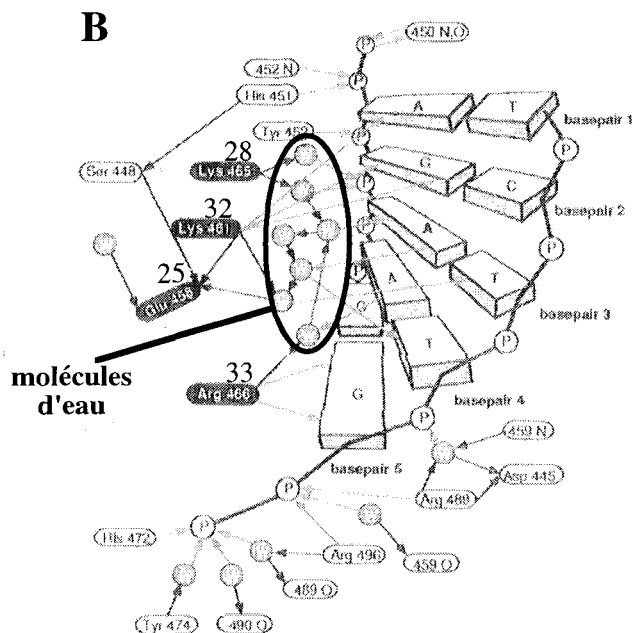 B
450 N,O
P
452 N
P
His 451
A
T
basepair 1
Tyr 452
P
P
28
G
Ser 448
Lys 465
C
P
basepair 2
32
A
Lys 461
P
P
25
P
A
T
basepair 3
G
P
molécules
d'eau
33
T
Arg 466
G
basepair 4
P
459 N
basepair 5
Asp 445
P
Arg 489
His 472
P
Arg 496
459 O
489 O
Tyr 474
490 O